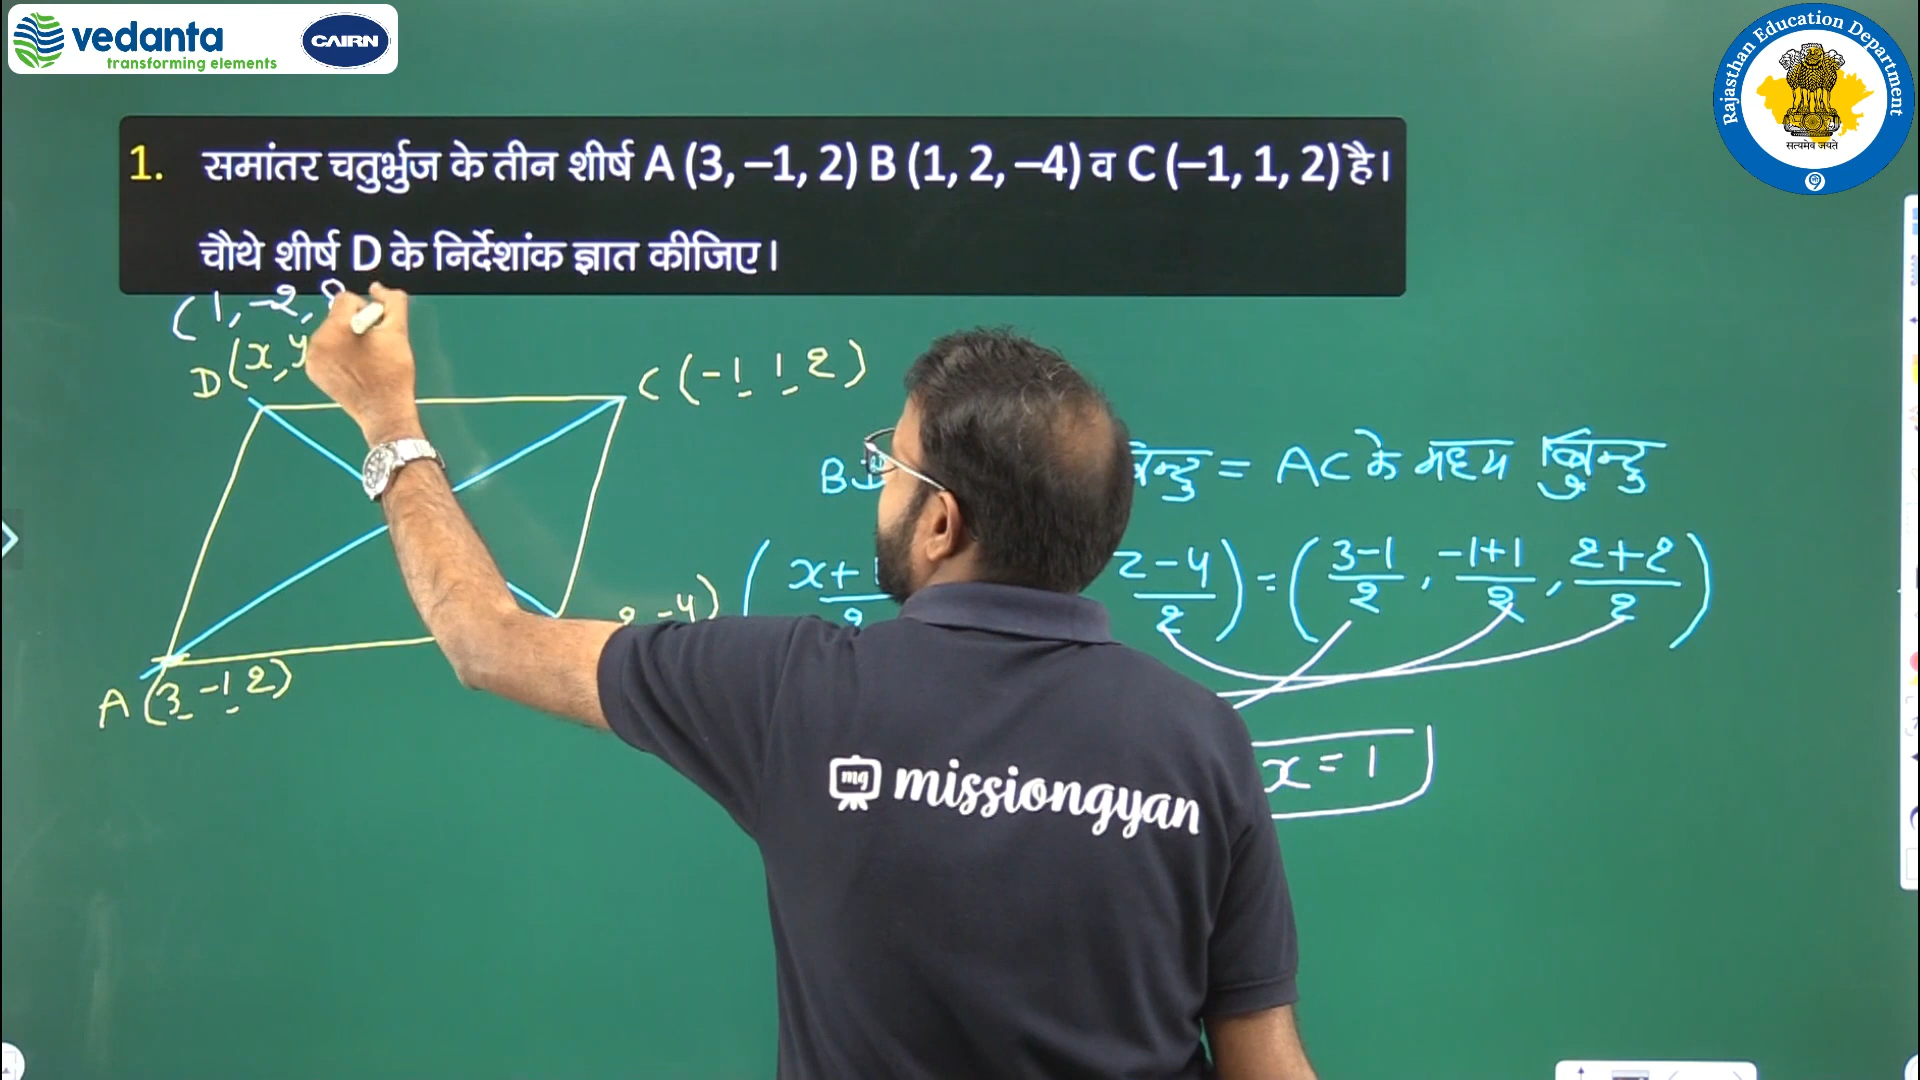 vedanta
transforming elements
CAIRN
Rajasthan Education Department
सत्यमेव जयते
1. समांतर चतुर्भुज के तीन शीर्ष A (3, –1, 2) B (1, 2, –4) व C (–1, 1, 2) है।
चौथे शीर्ष D के निर्देशांक ज्ञात कीजिए।
(1, -2,
D (x, y
C (-1 1 2)
= AC के मध्य बिन्दु
x+
2-4/2) = (3-1/2, -1+1/2, 2+2/2)
-4)
A (3 -1 2)
x = 1
mg missiongyan